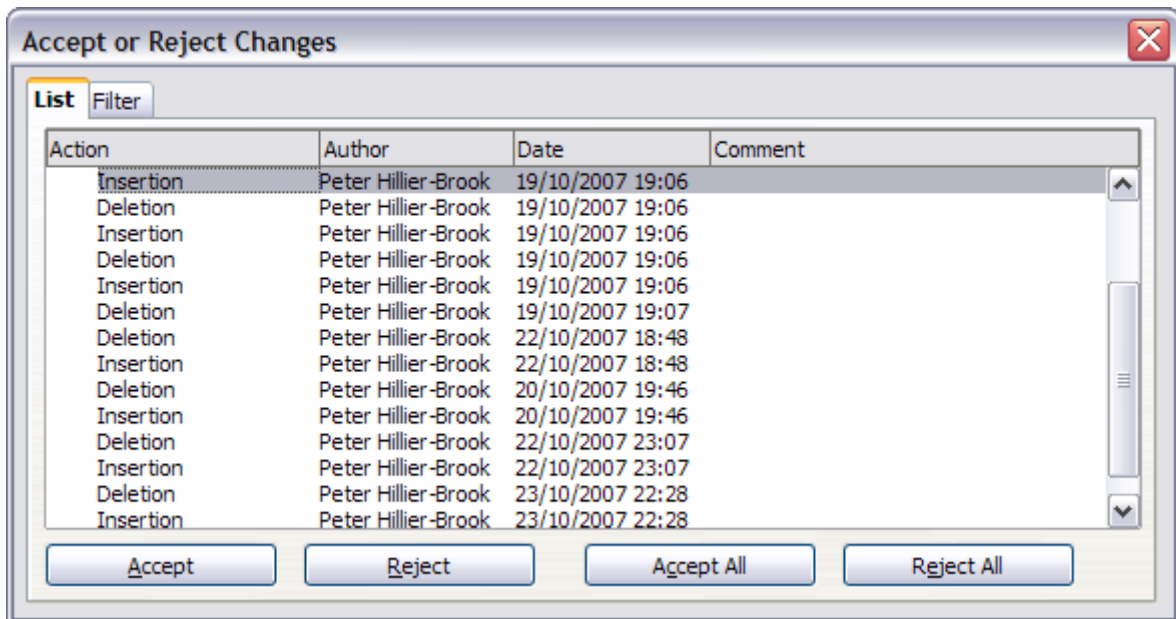 Accept or Reject Changes
List Filter
Action Author Date Comment
Insertion Peter Hillier-Brook 19/10/2007 19:06
Deletion Peter Hillier-Brook 19/10/2007 19:06
Insertion Peter Hillier-Brook 19/10/2007 19:06
Deletion Peter Hillier-Brook 19/10/2007 19:06
Insertion Peter Hillier-Brook 19/10/2007 19:06
Deletion Peter Hillier-Brook 19/10/2007 19:07
Deletion Peter Hillier-Brook 22/10/2007 18:48
Insertion Peter Hillier-Brook 22/10/2007 18:48
Deletion Peter Hillier-Brook 20/10/2007 19:46
Insertion Peter Hillier-Brook 20/10/2007 19:46
Deletion Peter Hillier-Brook 22/10/2007 23:07
Insertion Peter Hillier-Brook 22/10/2007 23:07
Deletion Peter Hillier-Brook 23/10/2007 22:28
Insertion Peter Hillier-Brook 23/10/2007 22:28
Accept Reject Accept All Reject All